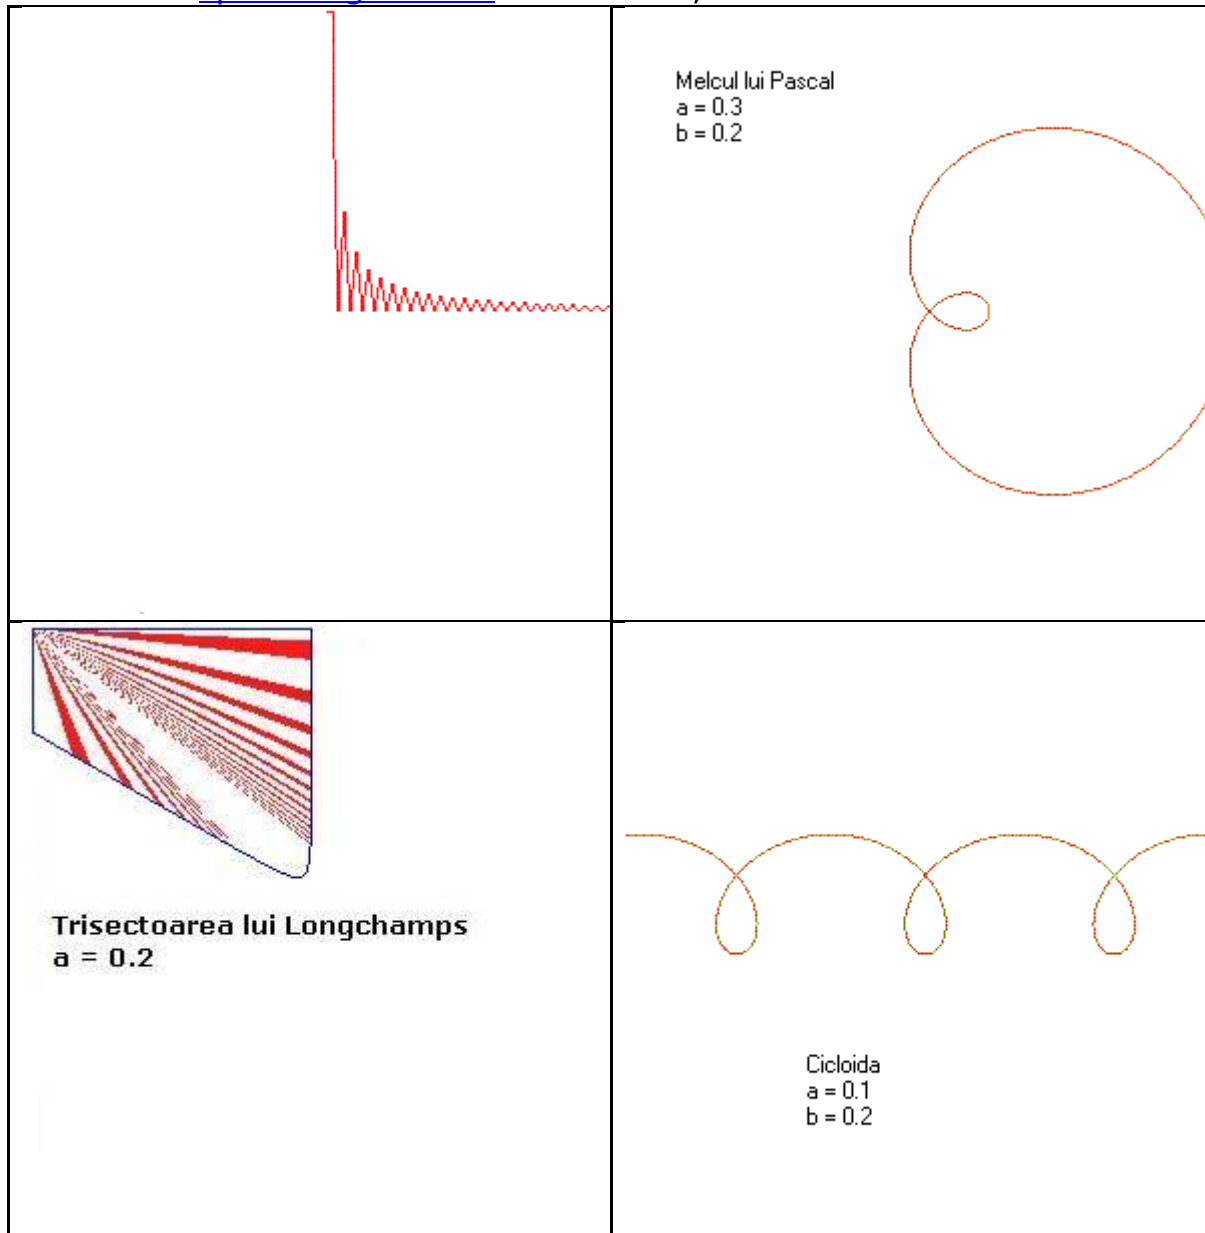 Melcul lui Pascal
a = 0.3
b = 0.2
Trisectoarea lui Longchamps
a = 0.2
Cicloida
a = 0.1
b = 0.2